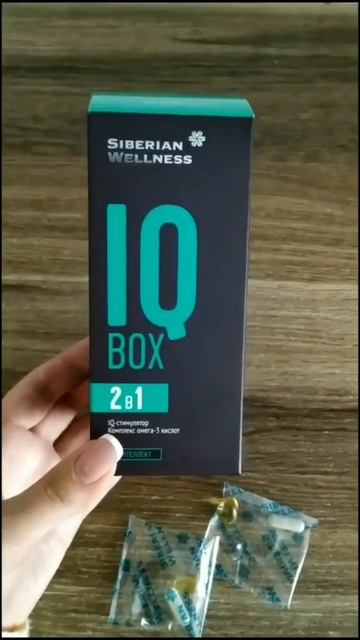 SIBERIAN
WELLNESS
IQ
BOX
2 в 1
IQ-стимулятор
Комплекс омега-3 кислот